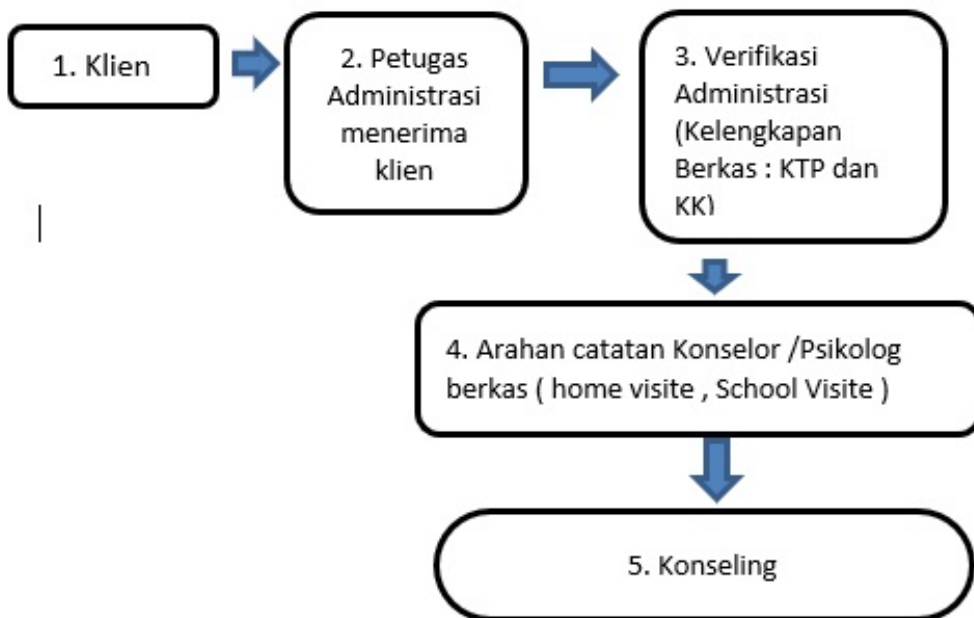 1. Klien
2. Petugas
Administrasi
menerima
klien
3. Verifikasi
Administrasi
(Kelengkapan
Berkas : KTP dan
KK)
4. Arahan catatan Konselor /Psikolog
berkas ( home visite , School Visite )
5. Konseling